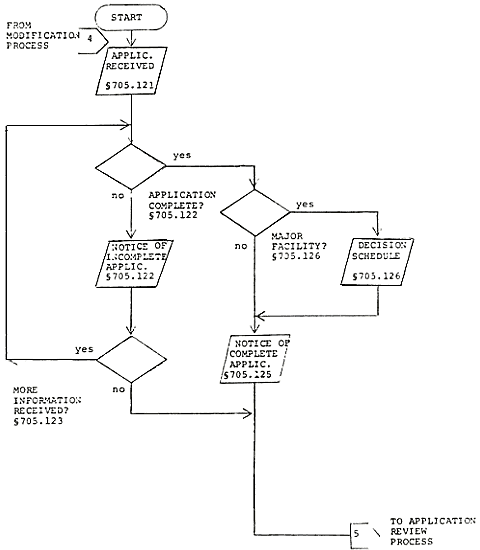 START
FROM
MODIFICATION
PROCESS
4
APPLIC.
RECEIVED
§705.121
yes
no
APPLICATION
COMPLETE?
§705.122
yes
no
MAJOR
FACILITY?
§705.126
DECISION
SCHEDULE
§705.126
NOTICE OF
INCOMPLETE
APPLIC.
§705.122
NOTICE OF
COMPLETE
APPLIC.
§705.125
yes
no
MORE
INFORMATION
RECEIVED?
§705.123
5
TO APPLICATION
REVIEW
PROCESS